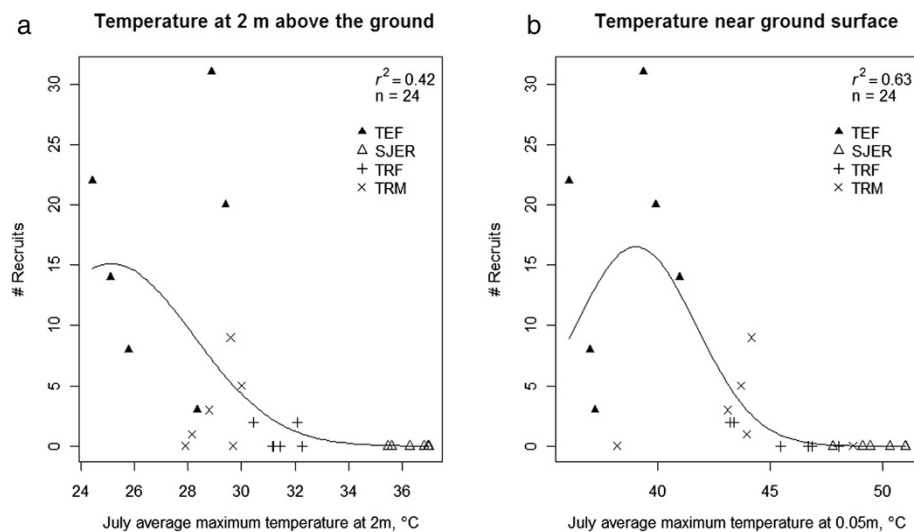 a
Temperature at 2 m above the ground
r² = 0.42
n = 24
TEF
SJER
TRF
TRM
# Recruits
0
5
10
15
20
25
30
24 26 28 30 32 34 36
July average maximum temperature at 2m, °C
b
Temperature near ground surface
r² = 0.63
n = 24
TEF
SJER
TRF
TRM
# Recruits
0
5
10
15
20
25
30
40 45 50
July average maximum temperature at 0.05m, °C